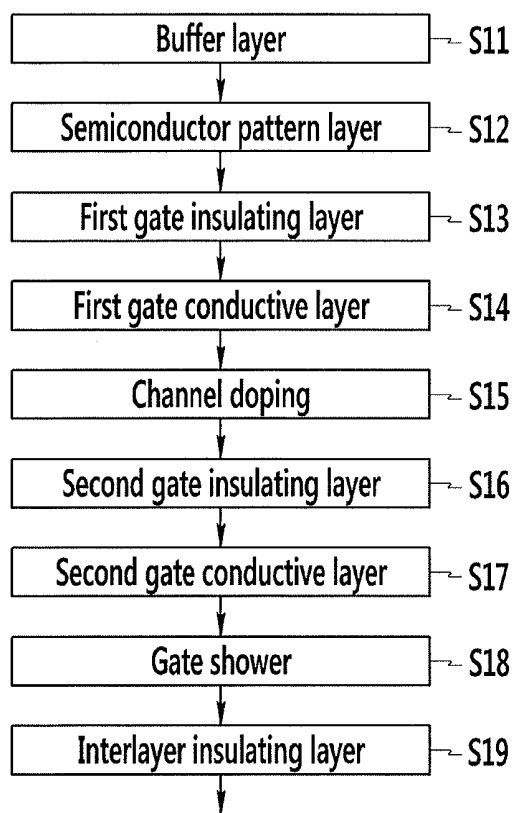 Buffer layer S11
Semiconductor pattern layer S12
First gate insulating layer S13
First gate conductive layer S14
Channel doping S15
Second gate insulating layer S16
Second gate conductive layer S17
Gate shower S18
Interlayer insulating layer S19